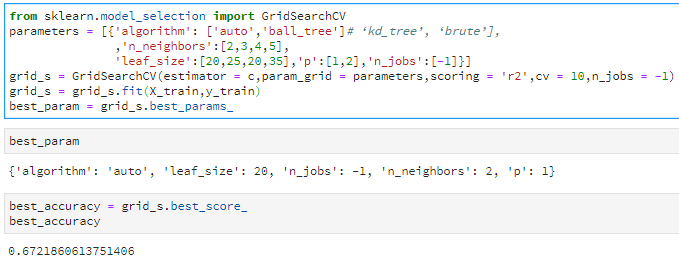 from sklearn.model_selection import GridSearchCV
parameters = [{'algorithm': ['auto','ball_tree']# ‘kd_tree’, ‘brute’],
,'n_neighbors':[2,3,4,5],
'leaf_size':[20,25,20,35],'p':[1,2],'n_jobs':[-1]}]
grid_s = GridSearchCV(estimator = c,param_grid = parameters,scoring = 'r2',cv = 10,n_jobs = -1)
grid_s = grid_s.fit(X_train,y_train)
best_param = grid_s.best_params_
best_param
{'algorithm': 'auto', 'leaf_size': 20, 'n_jobs': -1, 'n_neighbors': 2, 'p': 1}
best_accuracy = grid_s.best_score_
best_accuracy
0.6721860613751406